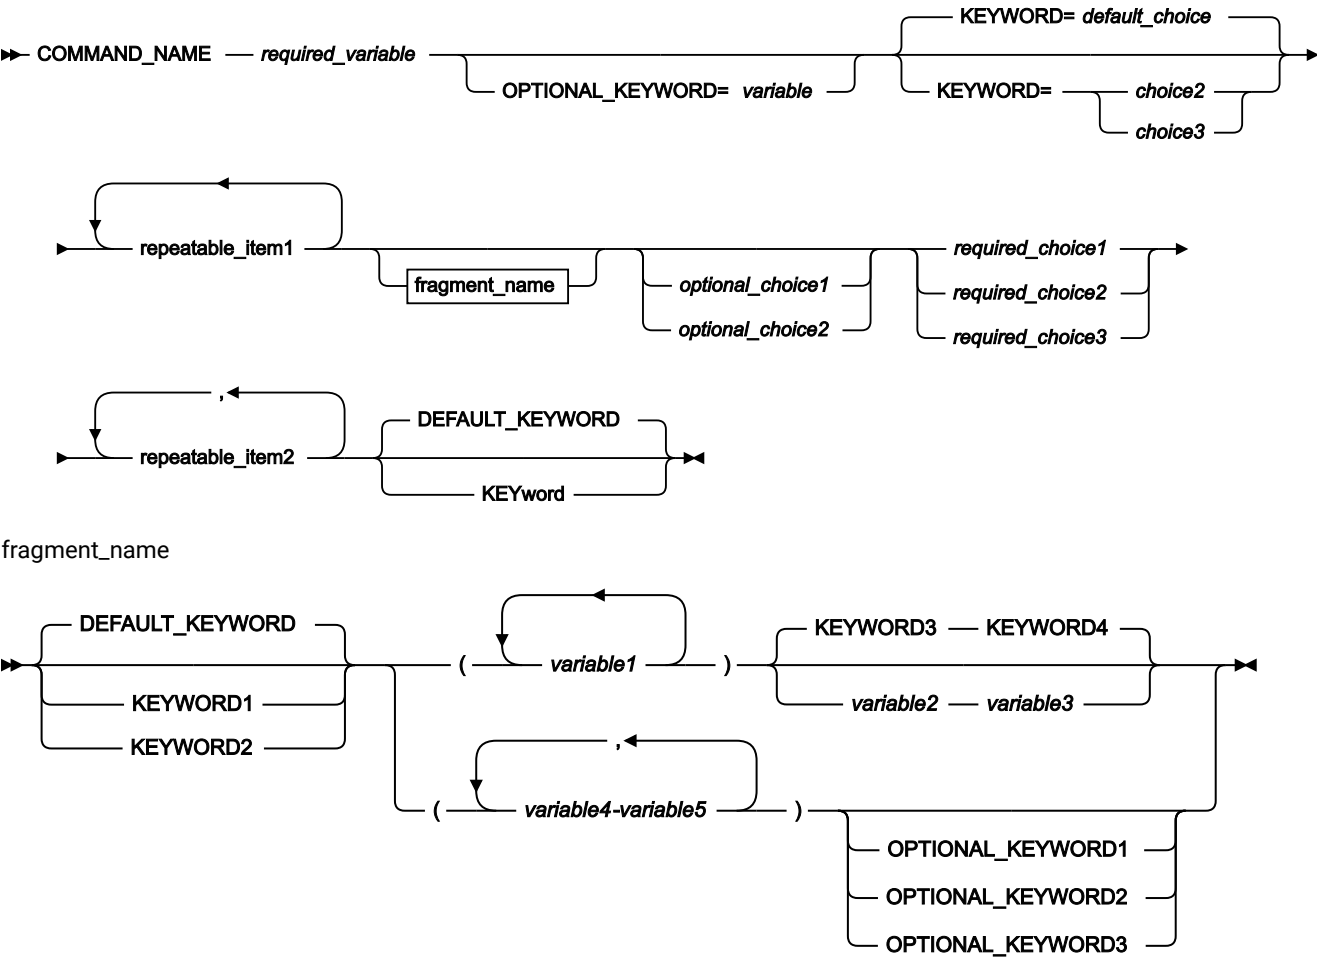 KEYWORD= default_choice
COMMAND_NAME required_variable
OPTIONAL_KEYWORD= variable KEYWORD= choice2
choice3
repeatable_item1 required_choice1
fragment_name optional_choice1 required_choice2
optional_choice2 required_choice3
,
DEFAULT_KEYWORD
repeatable_item2
KEYword
fragment_name
DEFAULT_KEYWORD KEYWORD3 KEYWORD4
( variable1 )
KEYWORD1 variable2 variable3
KEYWORD2 ,
( variable4-variable5 )
OPTIONAL_KEYWORD1
OPTIONAL_KEYWORD2
OPTIONAL_KEYWORD3